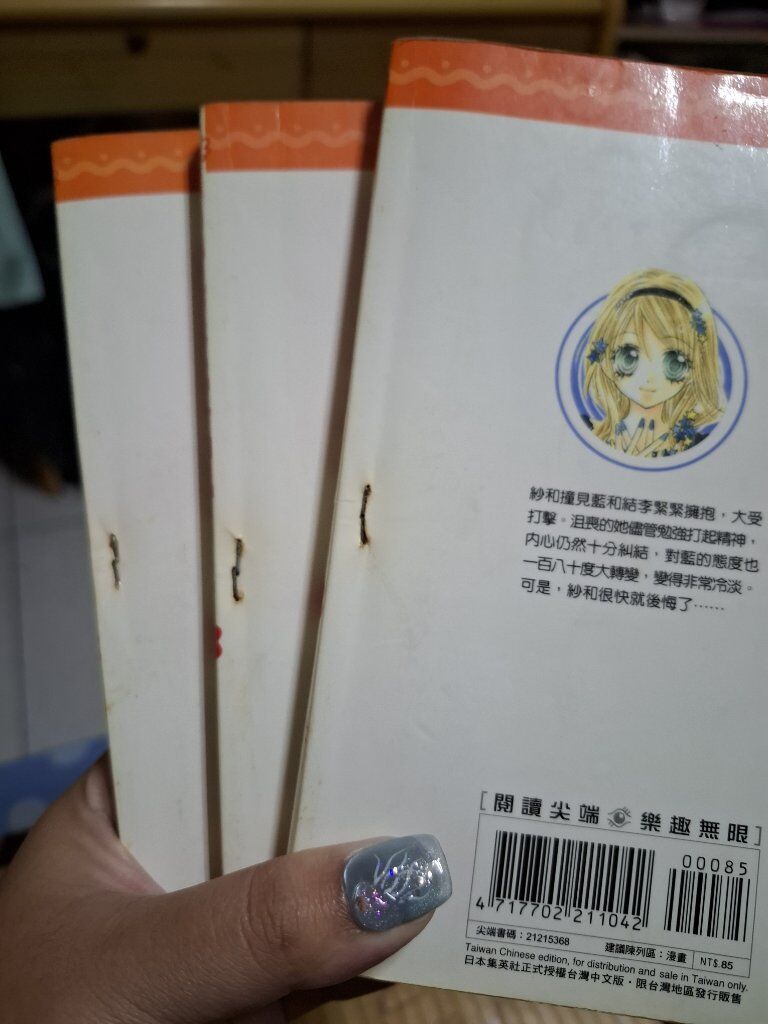 紗和撞見藍和結李緊緊擁抱，大受
打擊。沮喪的她儘管勉強打起精神，
內心仍然十分糾結，對藍的態度也
一百八十度大轉變，變得非常冷淡。
可是，紗和很快就後悔了……
[閱讀尖端 樂趣無限]
00085
4 717702 211042
尖端書碼：21215368 建議陳列區：漫畫 NT$.85
Taiwan Chinese edition, for distribution and sale in Taiwan only.
日本集英社正式授權台灣中文版・限台灣地區發行販售